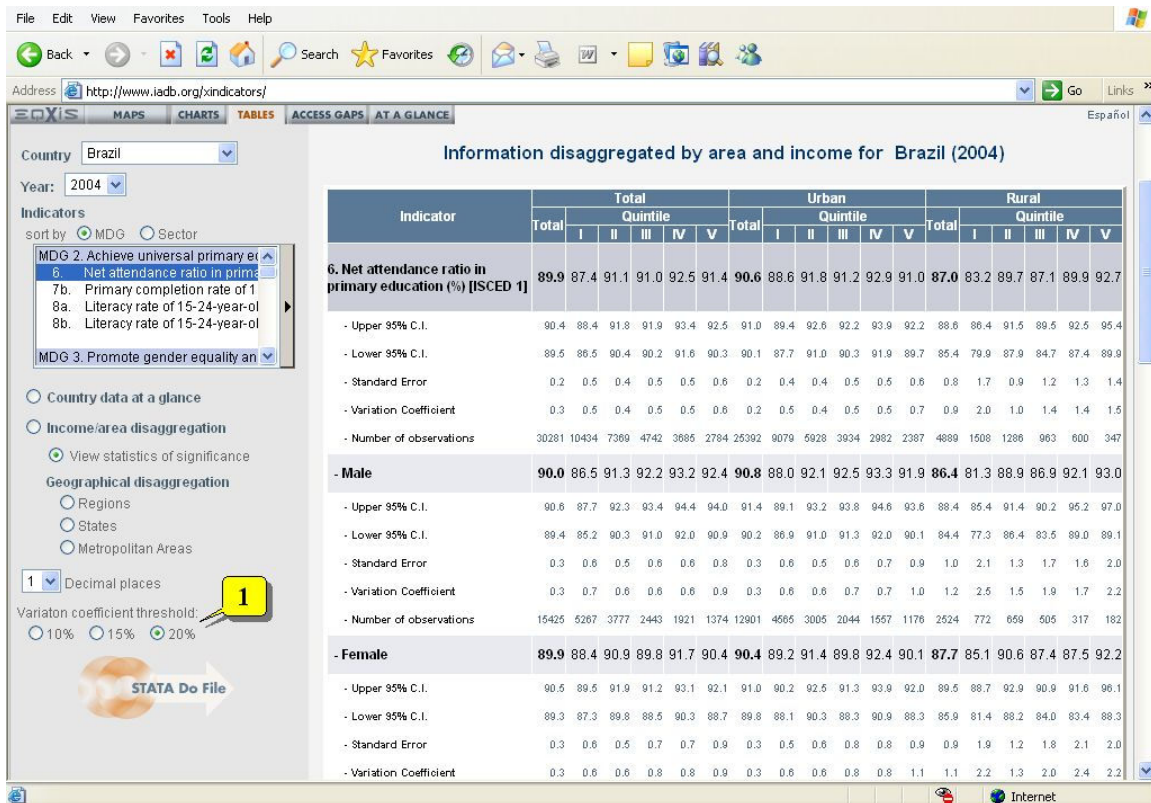 File Edit View Favorites Tools Help
Back Search Favorites
Address http://www.iadb.org/xindicators/ Go Links »
EQXiS MAPS CHARTS TABLES ACCESS GAPS AT A GLANCE Español
Country Brazil
Year: 2004
Indicators
sort by MDG Sector
MDG 2. Achieve universal primary e
6. Net attendance ratio in prima
7b. Primary completion rate of 1
8a. Literacy rate of 15-24-year-ol
8b. Literacy rate of 15-24-year-ol
MDG 3. Promote gender equality an
Country data at a glance
Income/area disaggregation
View statistics of significance
Geographical disaggregation
Regions
States
Metropolitan Areas
1 Decimal places
1
Variaton coefficient threshold:
10% 15% 20%
STATA Do File
Information disaggregated by area and income for Brazil (2004)
Total Urban Rural
Indicator Total Quintile Total Quintile Total Quintile
I II III IV V I II III IV V I II III IV V
6. Net attendance ratio in
primary education (%) [ISCED 1] 89.9 87.4 91.1 91.0 92.5 91.4 90.6 88.6 91.8 91.2 92.9 91.0 87.0 83.2 89.7 87.1 89.9 92.7
- Upper 95% C.I. 90.4 88.4 91.8 91.9 93.4 92.5 91.0 89.4 92.6 92.2 93.9 92.2 88.6 86.4 91.5 89.5 92.5 95.4
- Lower 95% C.I. 89.5 86.5 90.4 90.2 91.6 90.3 90.1 87.7 91.0 90.3 91.9 89.7 85.4 79.9 87.9 84.7 87.4 89.9
- Standard Error 0.2 0.5 0.4 0.5 0.5 0.6 0.2 0.4 0.4 0.5 0.5 0.6 0.8 1.7 0.9 1.2 1.3 1.4
- Variation Coefficient 0.3 0.5 0.4 0.5 0.5 0.6 0.2 0.5 0.4 0.5 0.5 0.7 0.9 2.0 1.0 1.4 1.4 1.5
- Number of observations 30281 10434 7369 4742 3685 2784 25392 9079 5928 3934 2982 2387 4889 1508 1286 963 600 347
- Male 90.0 86.5 91.3 92.2 93.2 92.4 90.8 88.0 92.1 92.5 93.3 91.9 86.4 81.3 88.9 86.9 92.1 93.0
- Upper 95% C.I. 90.6 87.7 92.3 93.4 94.4 94.0 91.4 89.1 93.2 93.8 94.6 93.6 88.4 85.4 91.4 90.2 95.2 97.0
- Lower 95% C.I. 89.4 85.2 90.3 91.0 92.0 90.9 90.2 86.9 91.0 91.3 92.0 90.1 84.4 77.3 86.4 83.5 89.0 89.1
- Standard Error 0.3 0.6 0.5 0.6 0.6 0.8 0.3 0.6 0.5 0.6 0.7 0.9 1.0 2.1 1.3 1.7 1.6 2.0
- Variation Coefficient 0.3 0.7 0.6 0.6 0.6 0.9 0.3 0.6 0.6 0.7 0.7 1.0 1.2 2.5 1.5 1.9 1.7 2.2
- Number of observations 15425 5267 3777 2443 1921 1374 12901 4565 3005 2044 1557 1176 2524 772 659 505 317 182
- Female 89.9 88.4 90.9 89.8 91.7 90.4 90.4 89.2 91.4 89.8 92.4 90.1 87.7 85.1 90.6 87.4 87.5 92.2
- Upper 95% C.I. 90.5 89.5 91.9 91.2 93.1 92.1 91.0 90.2 92.5 91.3 93.9 92.0 89.5 88.7 92.9 90.9 91.6 96.1
- Lower 95% C.I. 89.3 87.3 89.8 88.5 90.3 88.7 89.8 88.1 90.3 88.3 90.9 88.3 85.9 81.4 88.2 84.0 83.4 88.3
- Standard Error 0.3 0.6 0.5 0.7 0.7 0.9 0.3 0.5 0.6 0.8 0.8 0.9 0.9 1.9 1.2 1.8 2.1 2.0
- Variation Coefficient 0.3 0.6 0.6 0.8 0.8 0.9 0.3 0.6 0.6 0.8 0.8 1.1 1.1 2.2 1.3 2.0 2.4 2.2
Internet